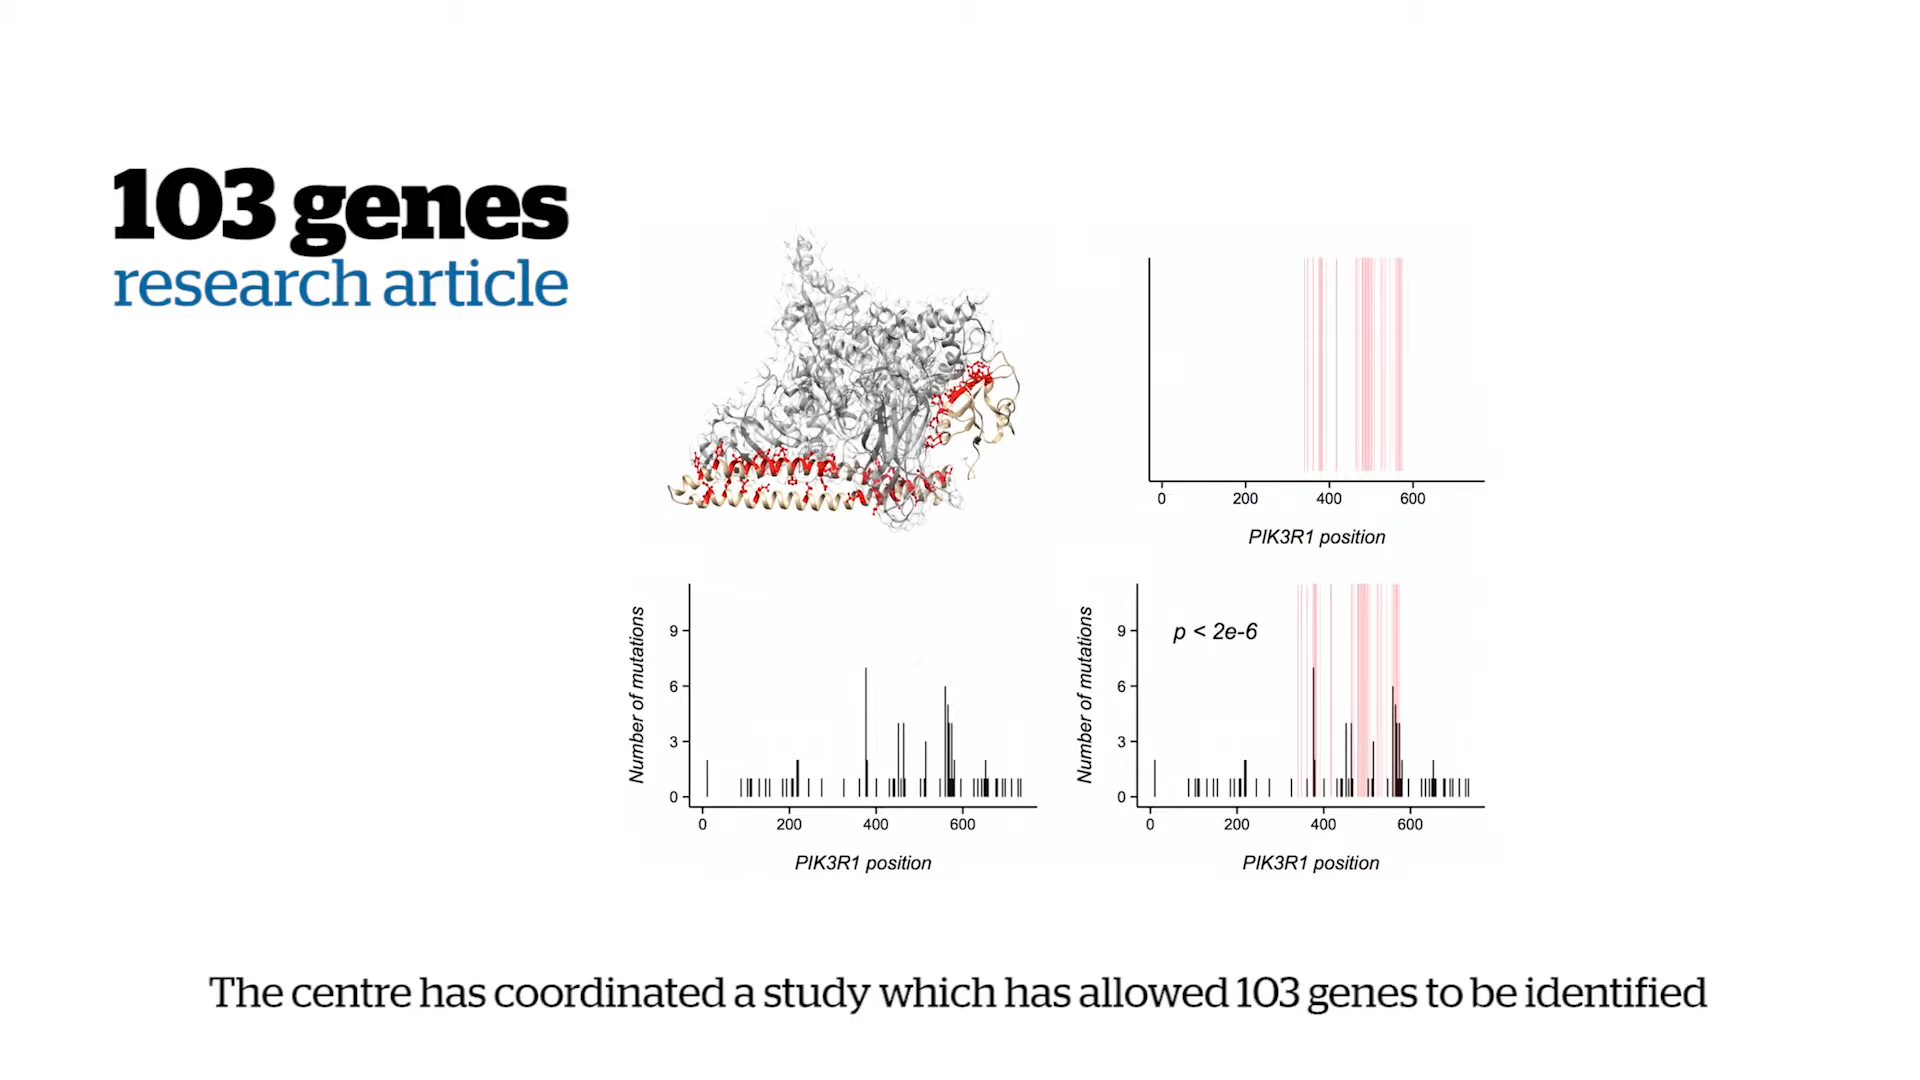 103 genes
research article
0 200 400 600
PIK3R1 position
Number of mutations
9
6
3
0
0 200 400 600
PIK3R1 position
Number of mutations
p < 2e-6
9
6
3
0
0 200 400 600
PIK3R1 position
The centre has coordinated a study which has allowed 103 genes to be identified